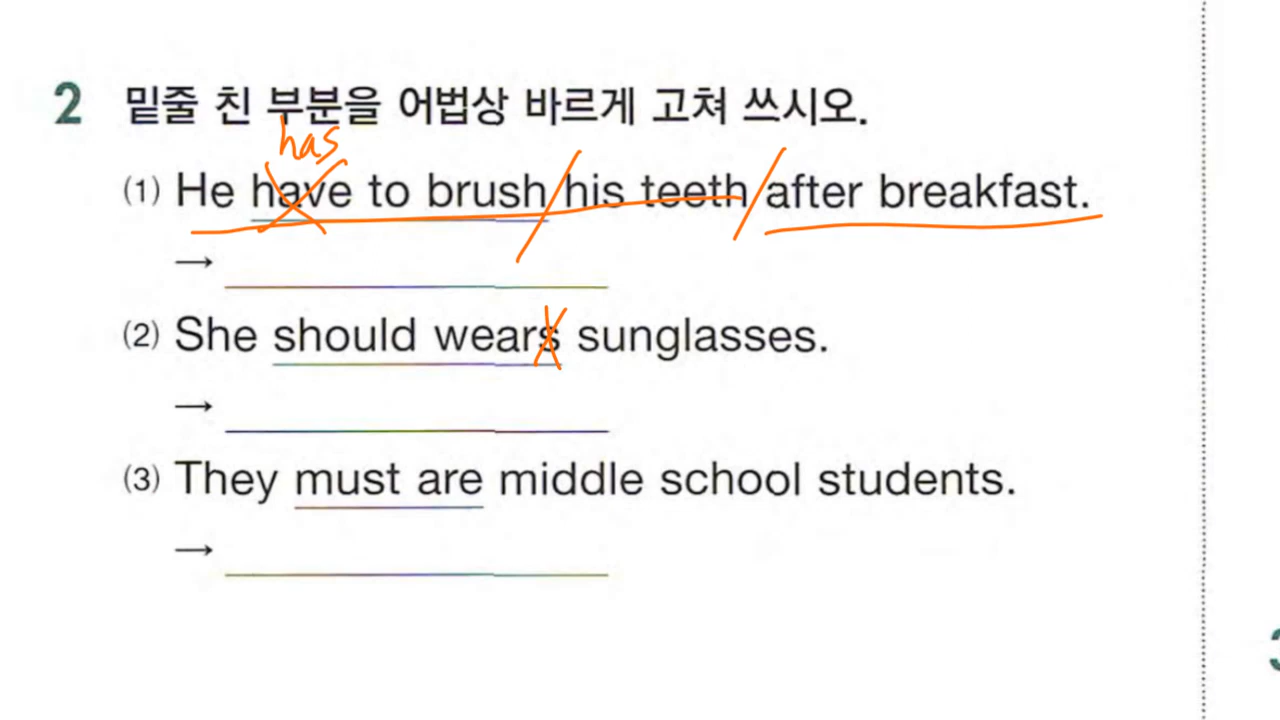 2 밑줄 친 부분을 어법상 바르게 고쳐 쓰시오.
has
(1) He have to brush his teeth after breakfast.
→
(2) She should wears sunglasses.
→
(3) They must are middle school students.
→